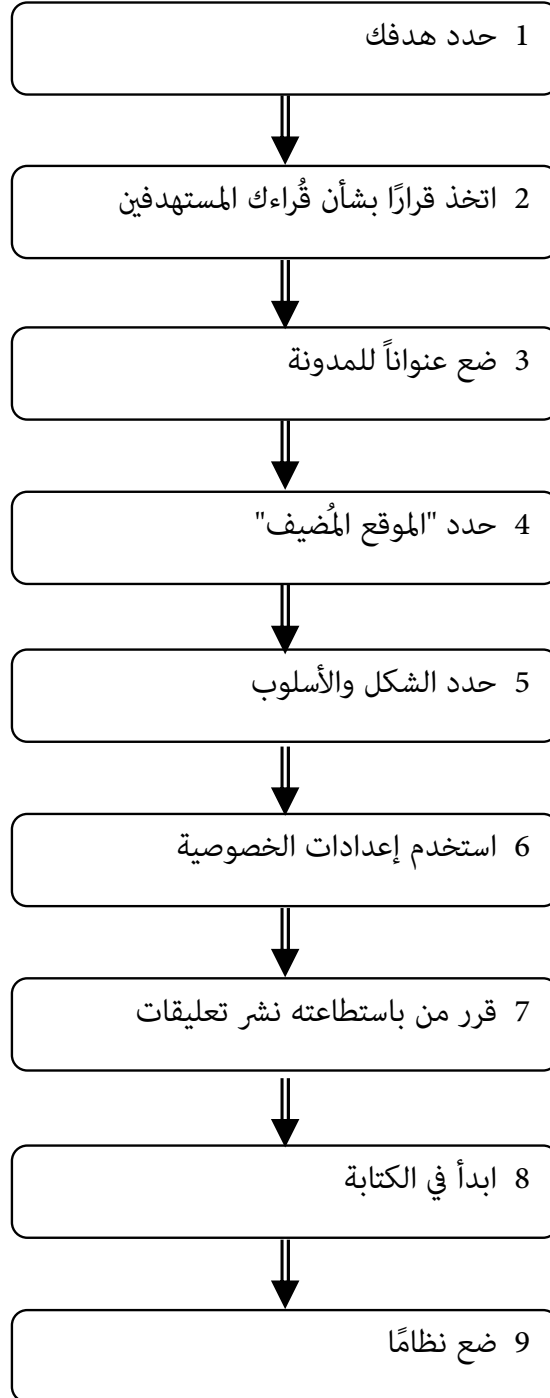 1 حدد هدفك
2 اتخذ قرارًا بشأن قُراءك المستهدفين
3 ضع عنواناً للمدونة
4 حدد "الموقع المُضيف"
5 حدد الشكل والأسلوب
6 استخدم إعدادات الخصوصية
7 قرر من باستطاعته نشر تعليقات
8 ابدأ في الكتابة
9 ضع نظامًا